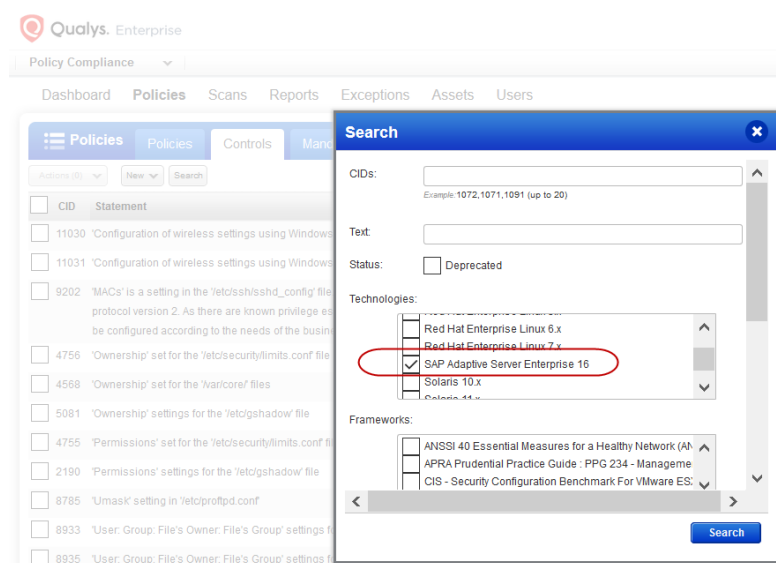 Qualys. Enterprise
Policy Compliance
Dashboard Policies Scans Reports Exceptions Assets Users
Policies Policies Controls
Actions (0) New Search
CID Statement
11030 'Configuration of wireless settings using Windows
11031 'Configuration of wireless settings using Windows
9202 'MACs' is a setting in the '/etc/ssh/sshd_config' file
protocol version 2. As there are known privilege
be configured according to the needs of the
4756 'Ownership' set for the '/etc/security/limits.conf' file
4568 'Ownership' set for the '/var/core/' files
5081 'Ownership' settings for the '/etc/gshadow' file
4755 'Permissions' set for the '/etc/security/limits.conf'
2190 'Permissions' settings for the '/etc/gshadow' file
8785 'Umask' setting in '/etc/proftpd.conf'
8933 'User: Group: File's Owner: File's Group' settings
8935 'User: Group: File's Owner: File's Group' settings
Search
CIDs:
Example:1072,1071,1091 (up to 20)
Text:
Status: Deprecated
Technologies:
Red Hat Enterprise Linux 6.x
Red Hat Enterprise Linux 7.x
SAP Adaptive Server Enterprise 16
Solaris 10.x
Solaris 11.x
Frameworks:
ANSSI 40 Essential Measures for a Healthy Network
APRA Prudential Practice Guide : PPG 234 - Manageme
CIS - Security Configuration Benchmark For VMware
Search